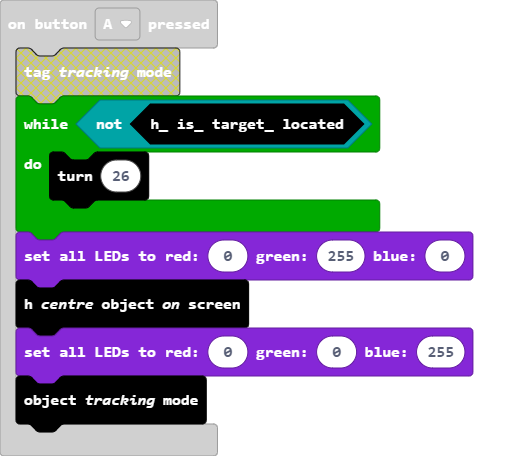 on button A pressed
tag tracking mode
while not h_ is_ target_ located
do turn 26
set all LEDs to red: 0 green: 255 blue: 0
h centre object on screen
set all LEDs to red: 0 green: 0 blue: 255
object tracking mode